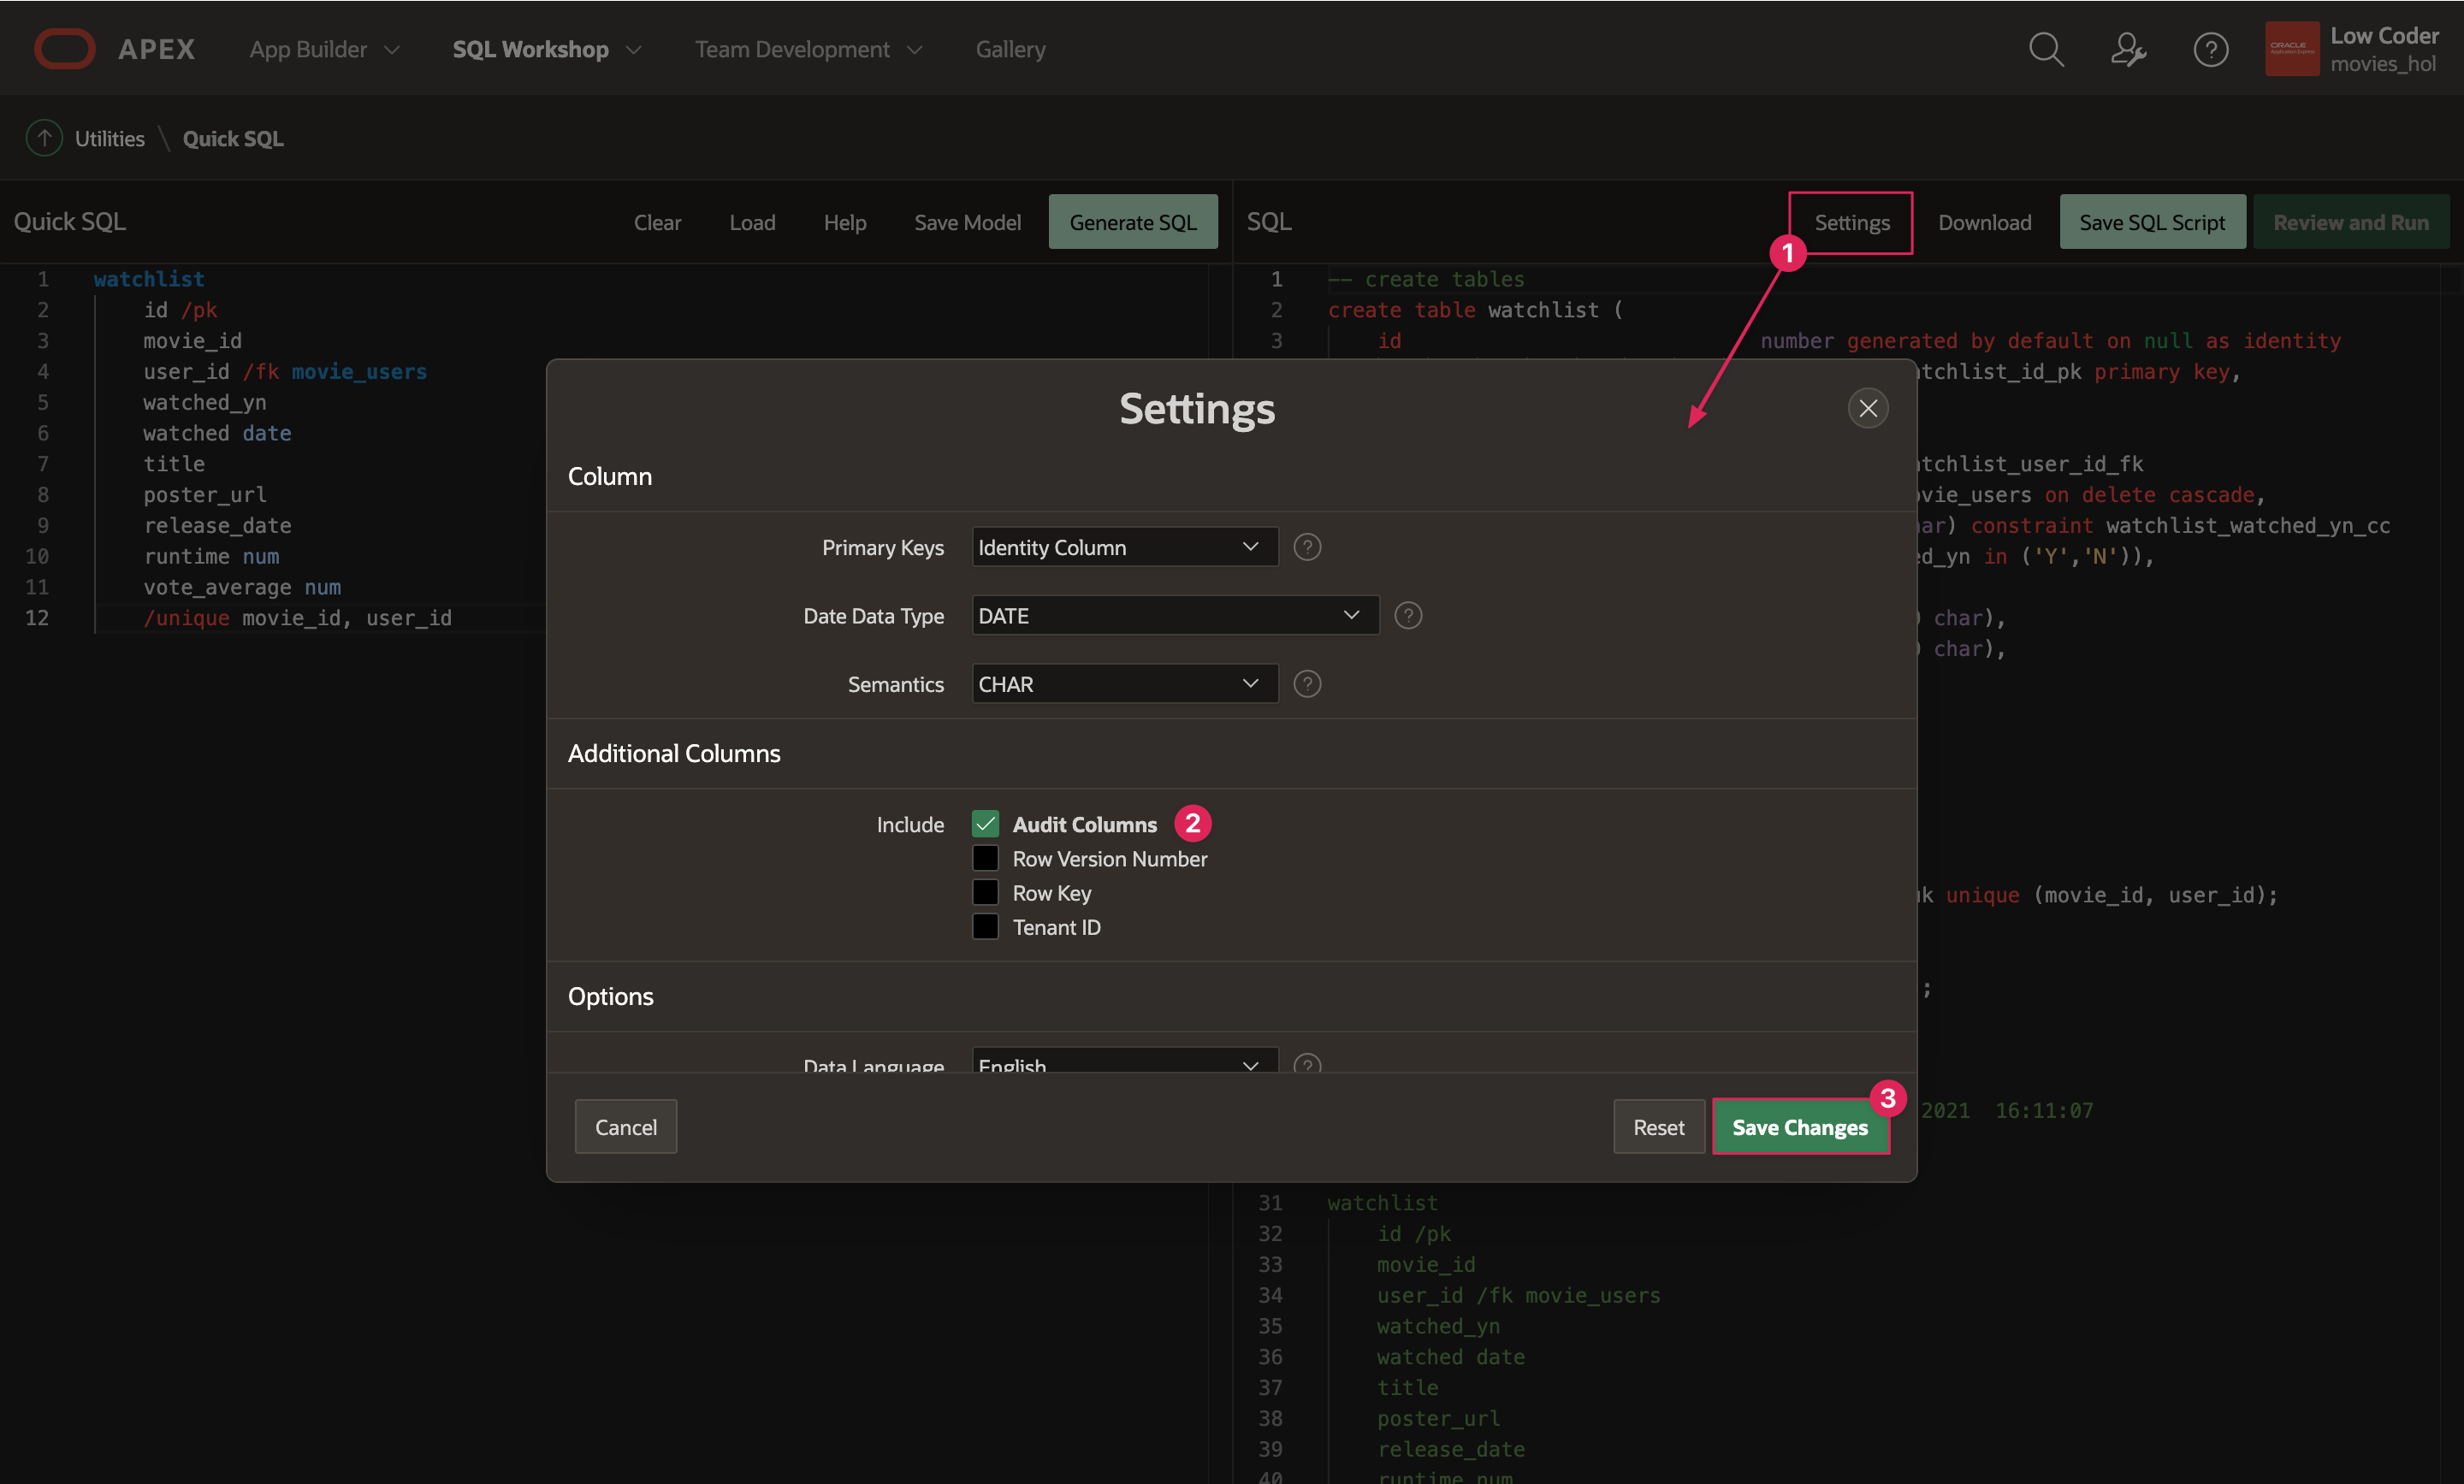 APEX App Builder SQL Workshop Team Development Gallery
ORACLE
Low Coder
movies_hol
Utilities \ Quick SQL
Quick SQL Clear Load Help Save Model Generate SQL
SQL Settings Download Save SQL Script Review and Run
1
1 watchlist
2 id /pk
3 movie_id
4 user_id /fk movie_users
5 watched_yn
6 watched date
7 title
8 poster_url
9 release_date
10 runtime num
11 vote_average num
12 /unique movie_id, user_id
1 -- create tables
2 create table watchlist (
3 id number generated by default on null as identity
tchlist_id_pk primary key,
tchlist_user_id_fk
vie_users on delete cascade,
ar) constraint watchlist_watched_yn_cc
d_yn in ('Y','N')),
char),
char),
k unique (movie_id, user_id);
;
2021 16:11:07
Settings
Column
Primary Keys Identity Column ?
Date Data Type DATE ?
Semantics CHAR ?
Additional Columns
Include Audit Columns 2
Row Version Number
Row Key
Tenant ID
Options
Data Language English ?
Cancel Reset Save Changes 3
31 watchlist
32 id /pk
33 movie_id
34 user_id /fk movie_users
35 watched_yn
36 watched date
37 title
38 poster_url
39 release_date
40 runtime num